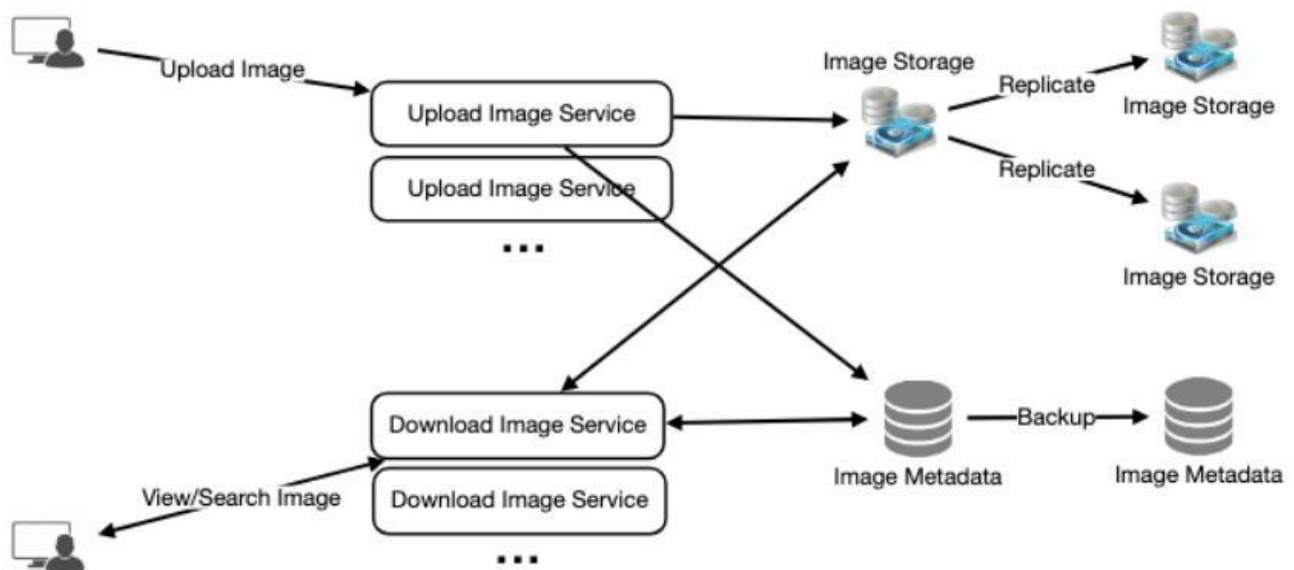 Upload Image
Upload Image Service
Upload Image Service
...
Image Storage
Replicate
Image Storage
Replicate
Image Storage
Download Image Service
Download Image Service
...
View/Search Image
Image Metadata
Backup
Image Metadata